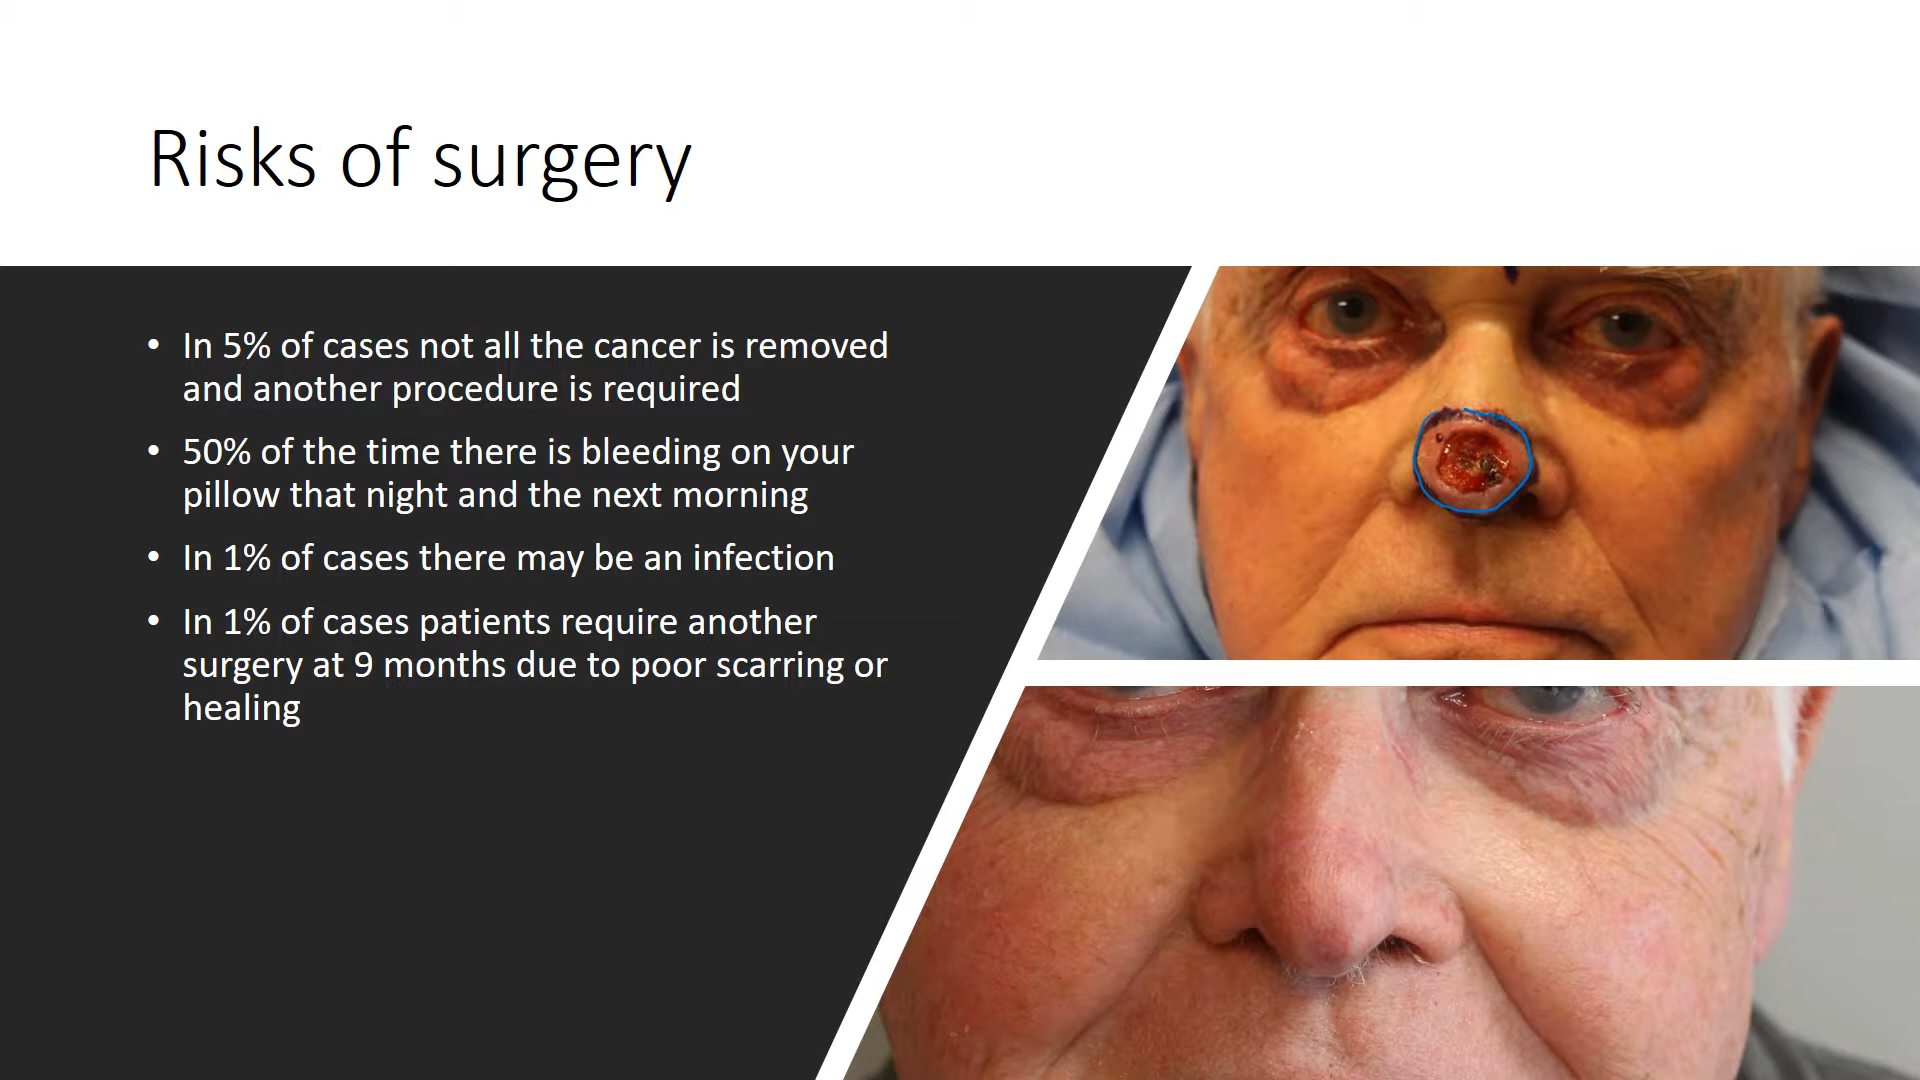 Risks of surgery
• In 5% of cases not all the cancer is removed
and another procedure is required
• 50% of the time there is bleeding on your
pillow that night and the next morning
• In 1% of cases there may be an infection
• In 1% of cases patients require another
surgery at 9 months due to poor scarring or
healing